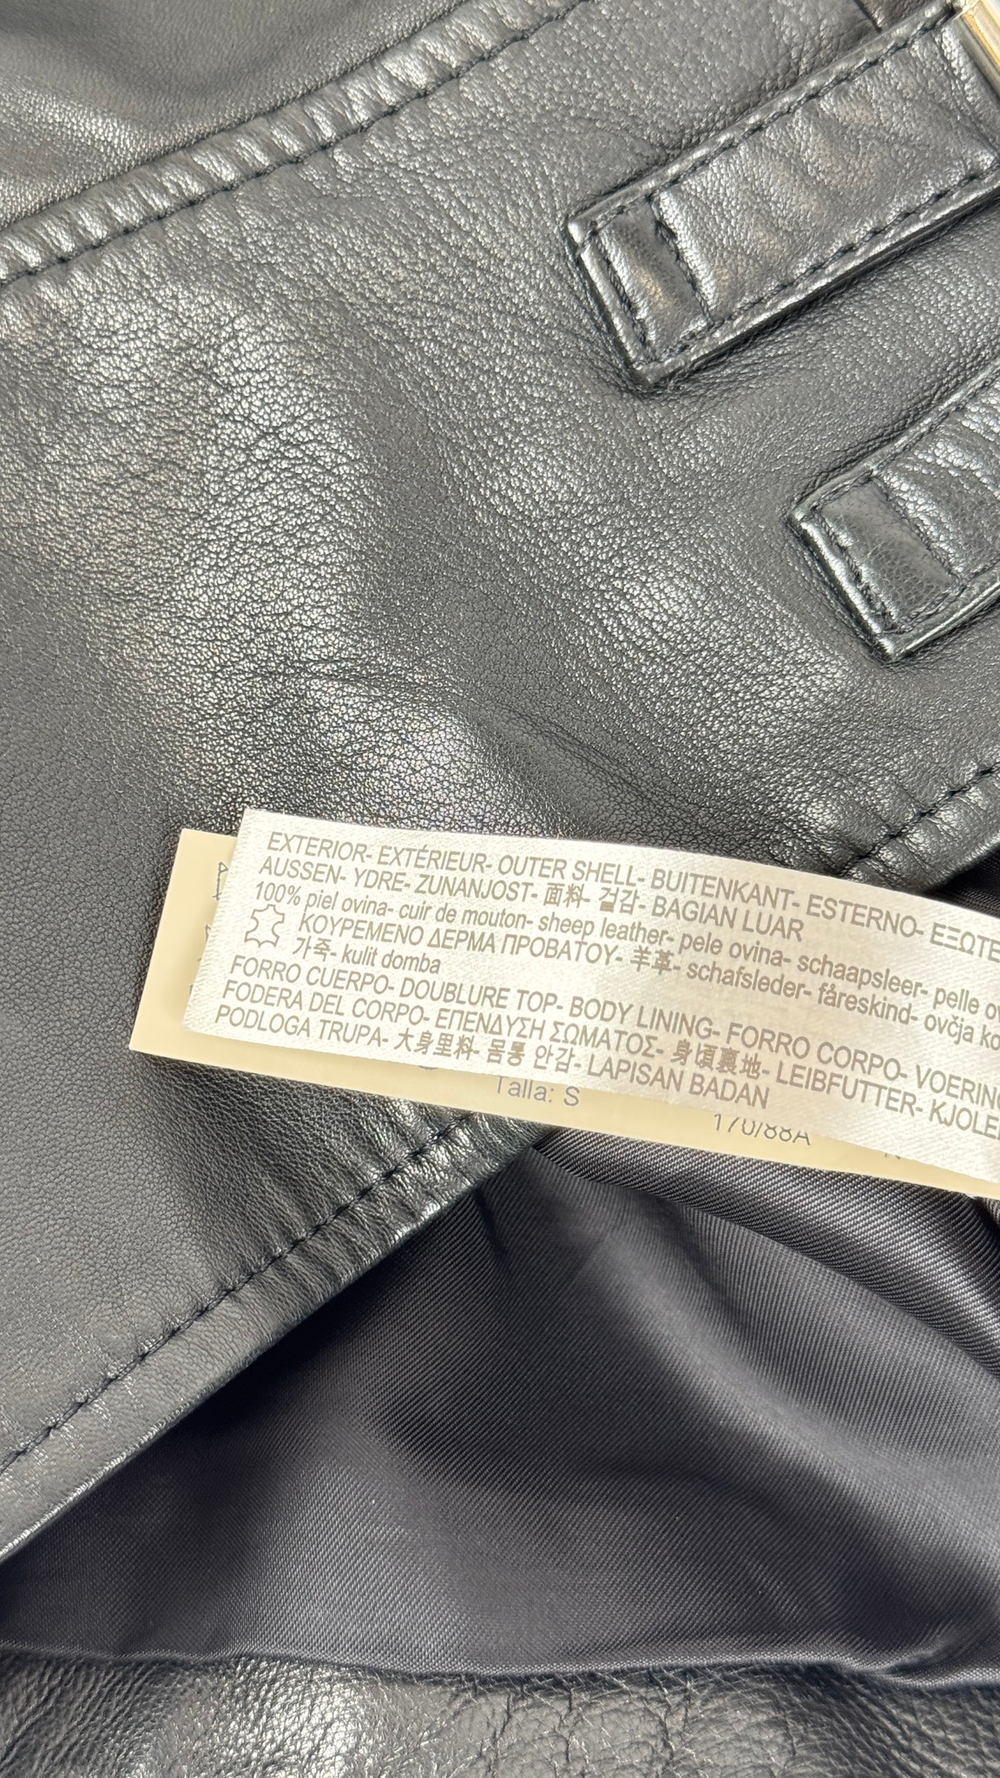 EXTERIOR- EXTÉRIEUR- OUTER SHELL- BUITENKANT- ESTERNO- ΕΞΩΤΕ
AUSSEN- YDRE- ZUNANJOST- 面料- 겉감- BAGIAN LUAR
100% piel ovina- cuir de mouton- sheep leather- pele ovina- schaapsleer- pelle o
ΚΟΥΡΕΜΕΝΟ ΔΕΡΜΑ ΠΡΟΒΑΤΟΥ- 羊革- schafsleder- fåreskind- ovčja ko
가죽- kulit domba
FORRO CUERPO- DOUBLURE TOP- BODY LINING- FORRO CORPO- VOERING
FODERA DEL CORPO- ΕΠΕΝΔΥΣΗ ΣΩΜΑΤΟΣ- 身頃裏地- LEIBFUTTER- KJOLE
PODLOGA TRUPA- 大身里料- 몸통 안감- LAPISAN BADAN
Talla: S
170/88A